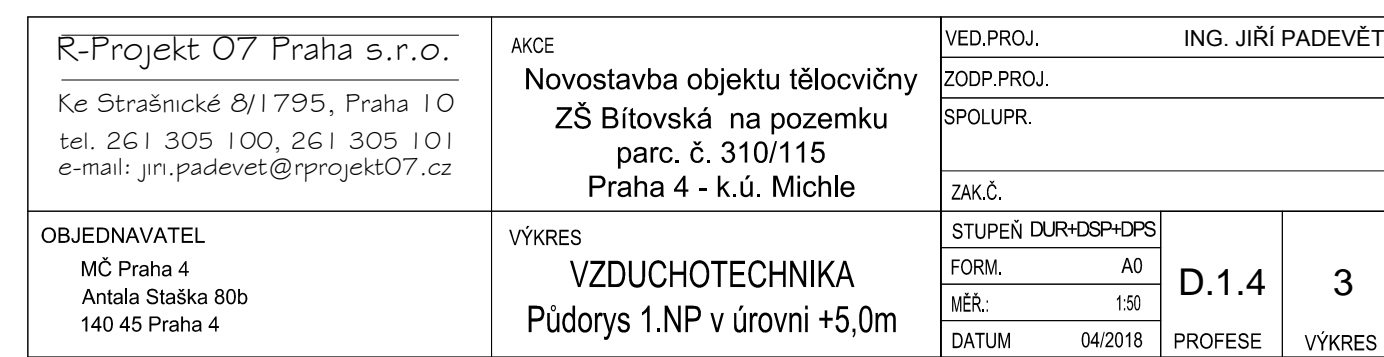 R-Projekt 07 Praha s.r.o.
Ke Strašnické 8/1795, Praha 10
tel. 261 305 100, 261 305 101
e-mail: jiri.padevet@rprojekt07.cz
AKCE
Novostavba objektu tělocvičny
ZŠ Bítovská na pozemku
parc. č. 310/115
Praha 4 - k.ú. Michle
VED.PROJ. ING. JIŘÍ PADEVĚT
ZODP.PROJ.
SPOLUPR.
ZAK.Č.
OBJEDNAVATEL
MČ Praha 4
Antala Staška 80b
140 45 Praha 4
VÝKRES
VZDUCHOTECHNIKA
Půdorys 1.NP v úrovni +5,0m
STUPEŇ DUR+DSP+DPS
FORM. A0
MĚŘ.: 1:50
DATUM 04/2018
D.1.4
PROFESE
3
VÝKRES